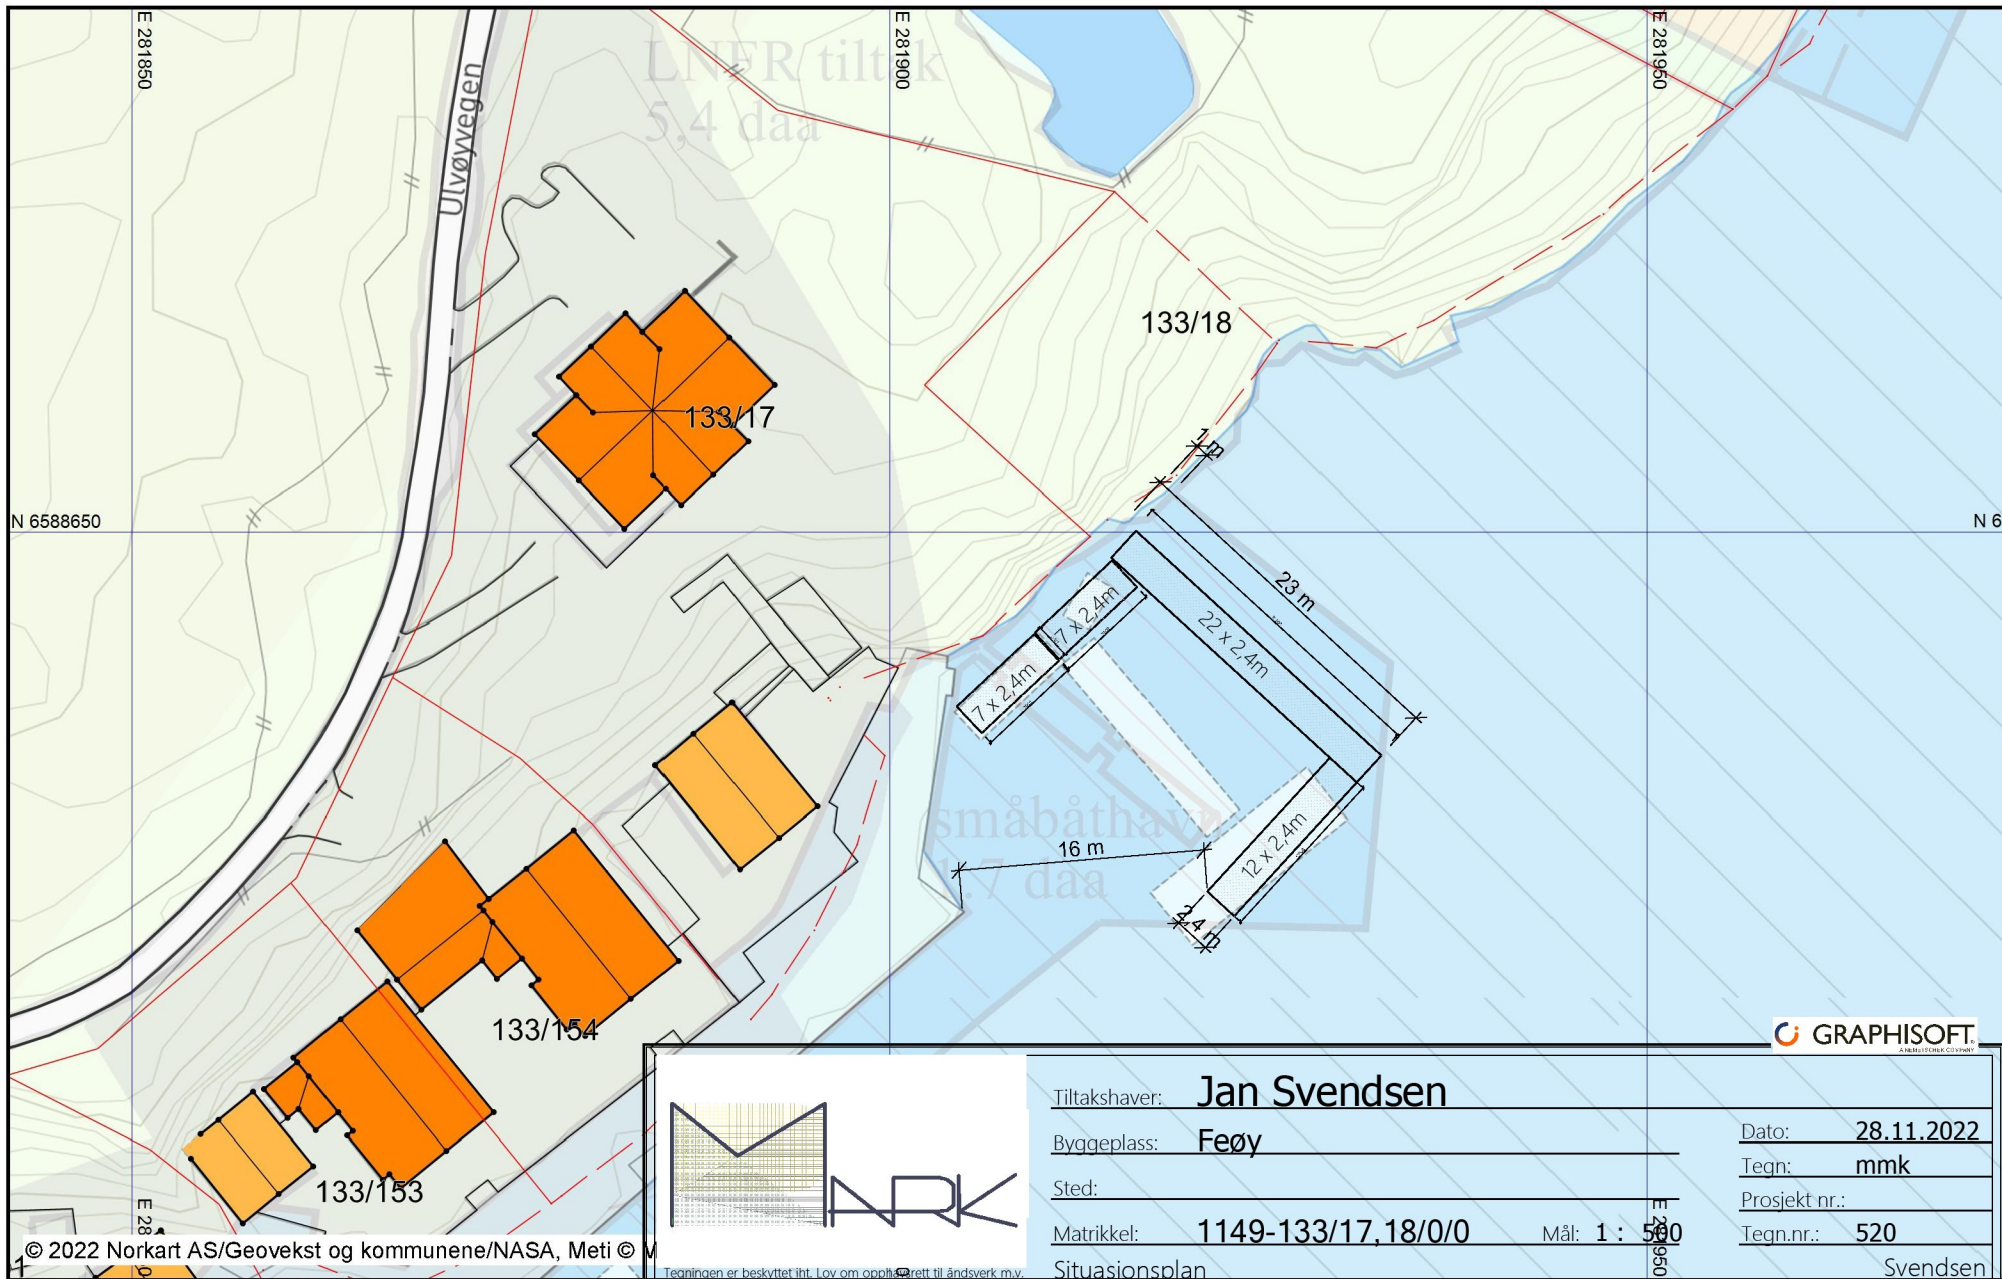 E 281850
E 281900
E 281950
LNFR tiltak
5,4 daa
Ulvøyvegen
133/18
133/17
1 m
N 6588650
N 6
23 m
7 x 2,4m
22 x 2,4m
7 x 2,4m
småbåthavn
16 m
1.7 daa
12 x 2,4m
2,4 m
133/154
133/153
GRAPHISOFT
A NEMETSCHEK COMPANY
Tiltakshaver: Jan Svendsen
Byggeplass: Feøy
Dato: 28.11.2022
Tegn: mmk
Sted:
Prosjekt nr.:
Matrikkel: 1149-133/17,18/0/0 Mål: 1 : 500
Tegn.nr.: 520
E 281950
Situasjonsplan
Svendsen
NRK
© 2022 Norkart AS/Geovekst og kommunene/NASA, Meti © M
Tegningen er beskyttet iht. Lov om opphavsrett til åndsverk m.v.